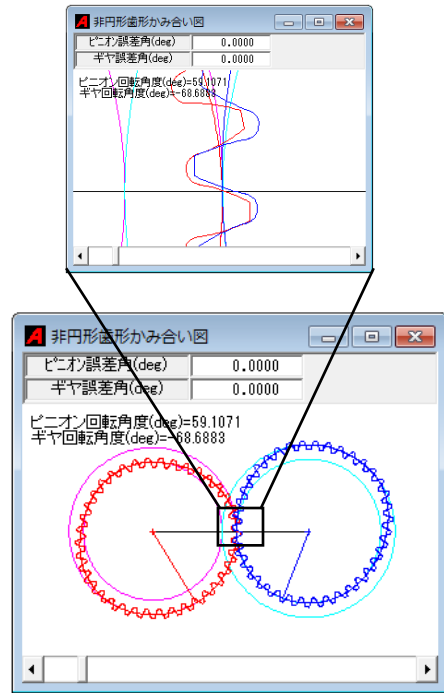 非円形歯形かみ合い図
ピニオン誤差角(deg) 0.0000
ギヤ誤差角(deg) 0.0000
ピニオン回転角度(deg)=59.1071
ギヤ回転角度(deg)=-68.6883
非円形歯形かみ合い図
ピニオン誤差角(deg) 0.0000
ギヤ誤差角(deg) 0.0000
ピニオン回転角度(deg)=59.1071
ギヤ回転角度(deg)=-68.6883